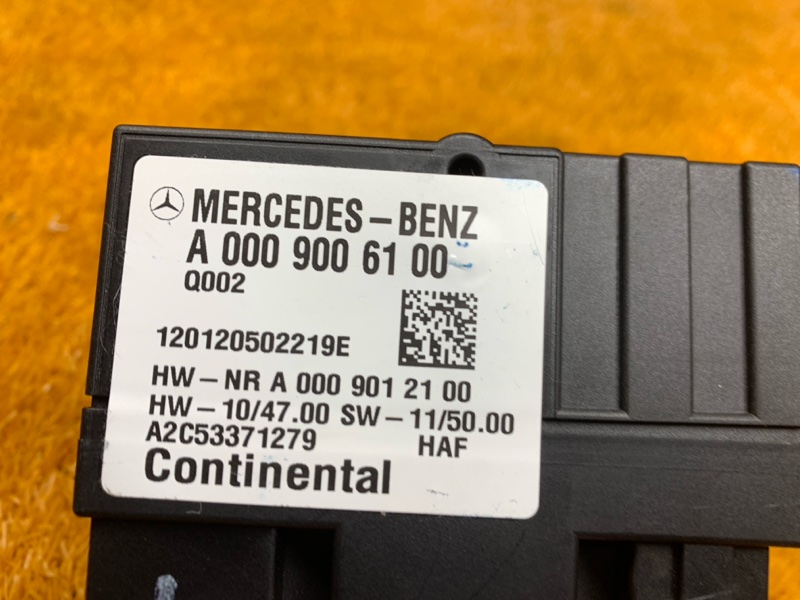 MERCEDES-BENZ
A 000 900 61 00
Q002
120120502219E
HW-NR A 000 901 21 00
HW-10/47.00 SW-11/50.00
A2C53371279 HAF
Continental